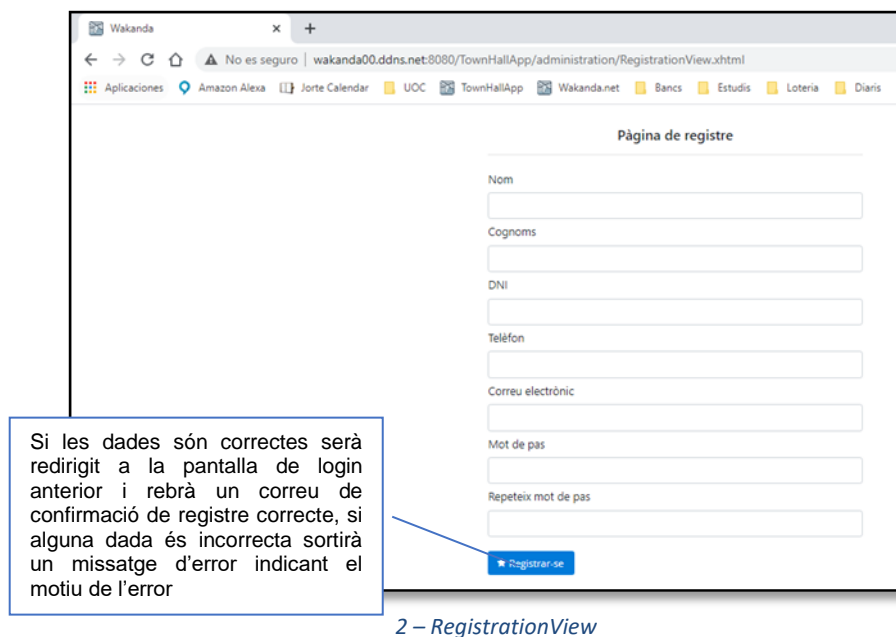 Wakanda
No es seguro | wakanda00.ddns.net:8080/TownHallApp/administration/RegistrationView.xhtml
Aplicaciones Amazon Alexa Jorte Calendar UOC TownHallApp Wakanda.net Bancs Estudis Loteria Diaris
Pàgina de registre
Nom
Cognoms
DNI
Telèfon
Correu electrònic
Mot de pas
Repeteix mot de pas
Registrar-se
Si les dades són correctes serà
redirigit a la pantalla de login
anterior i rebrà un correu de
confirmació de registre correcte, si
alguna dada és incorrecta sortirà
un missatge d’error indicant el
motiu de l’error
2 – RegistrationView